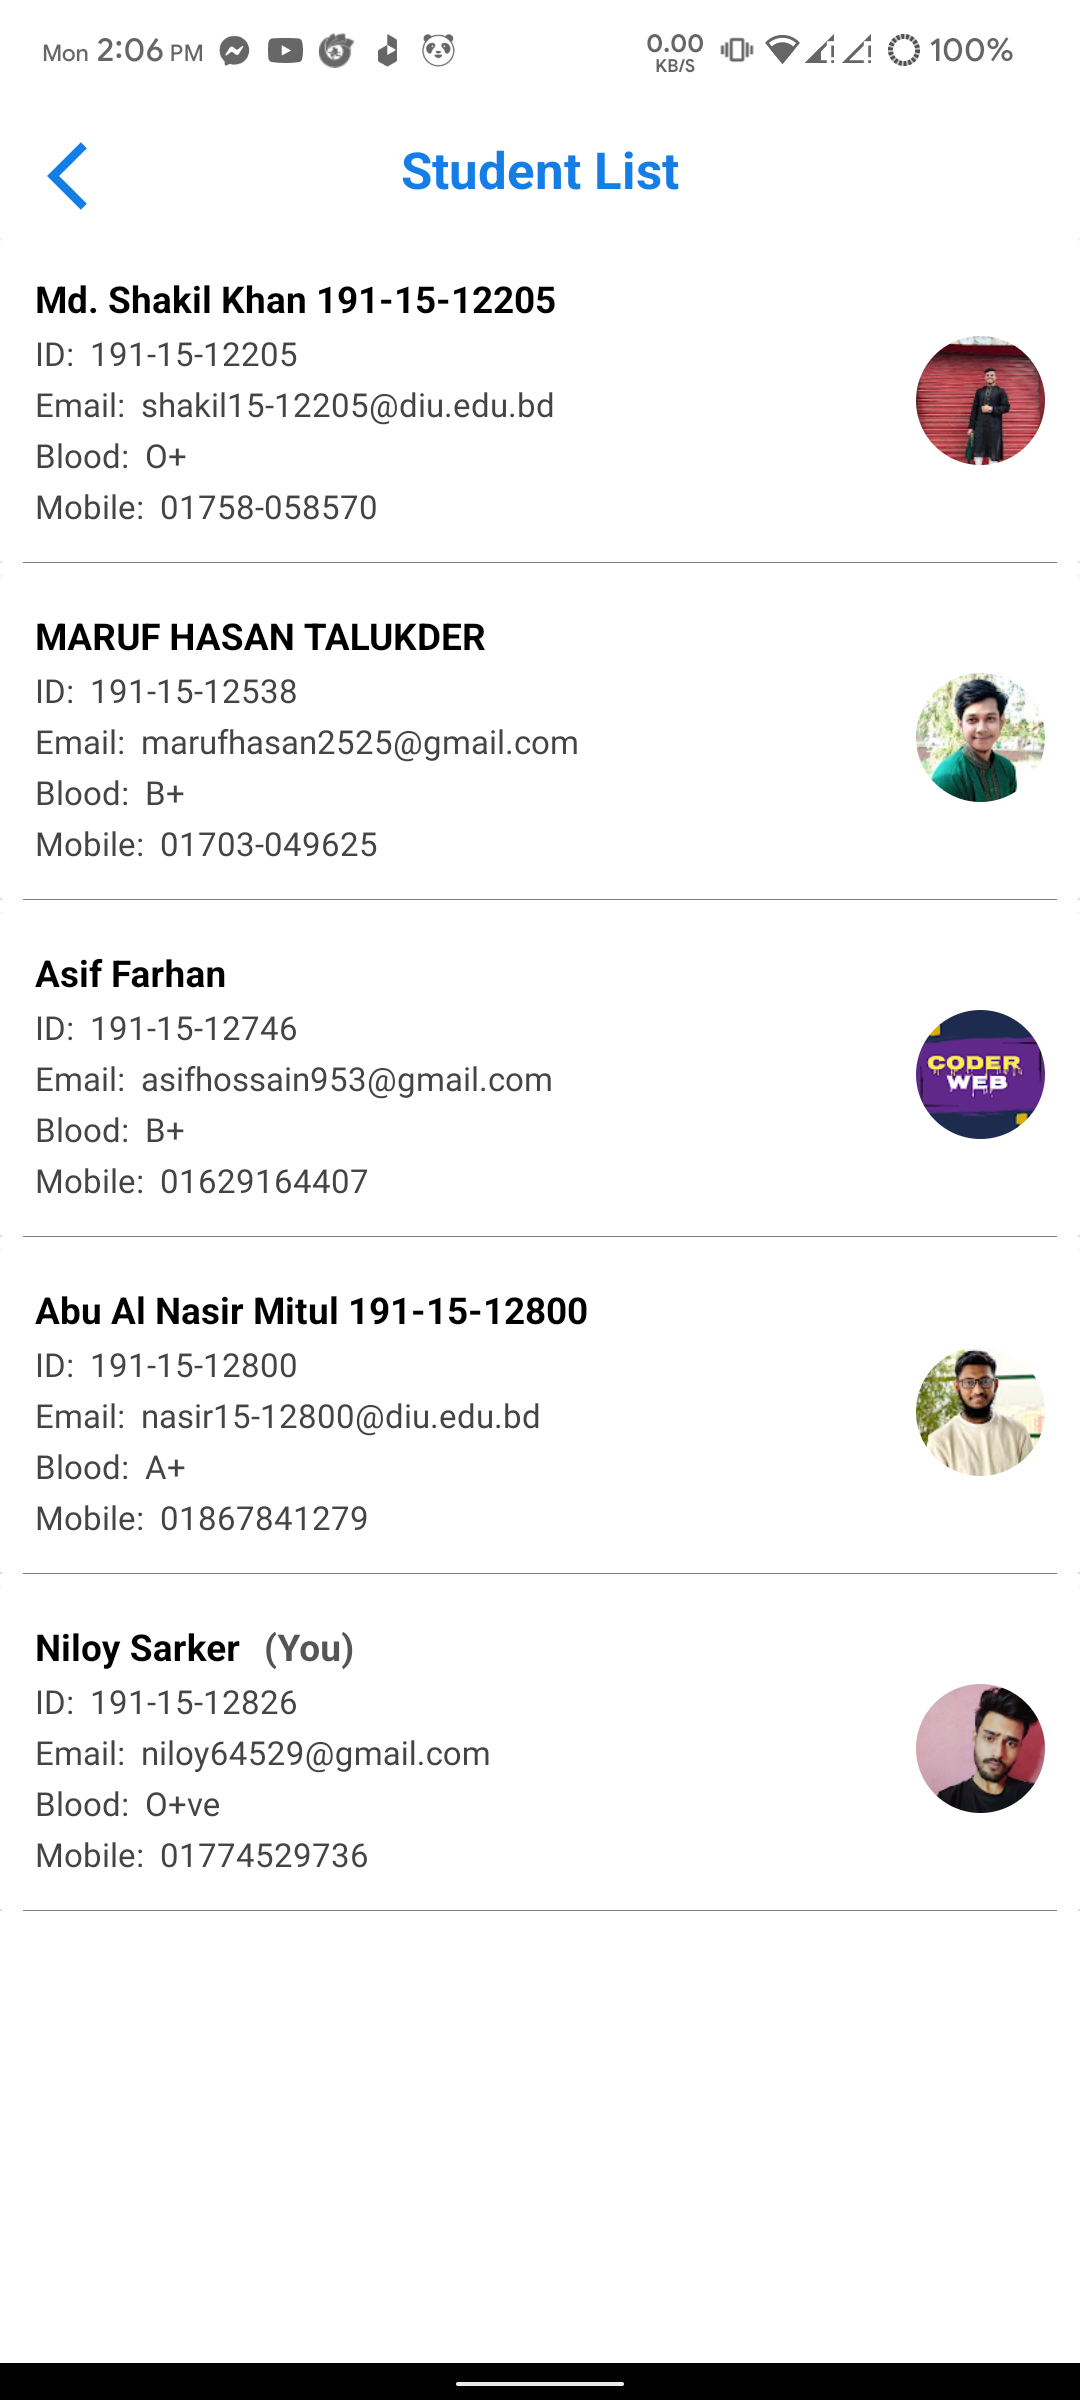 Mon 2:06 PM
0.00 KB/S
100%
Student List
Md. Shakil Khan 191-15-12205
ID: 191-15-12205
Email: shakil15-12205@diu.edu.bd
Blood: O+
Mobile: 01758-058570
MARUF HASAN TALUKDER
ID: 191-15-12538
Email: marufhasan2525@gmail.com
Blood: B+
Mobile: 01703-049625
Asif Farhan
ID: 191-15-12746
Email: asifhossain953@gmail.com
Blood: B+
Mobile: 01629164407
CODER
WEB
Abu Al Nasir Mitul 191-15-12800
ID: 191-15-12800
Email: nasir15-12800@diu.edu.bd
Blood: A+
Mobile: 01867841279
Niloy Sarker (You)
ID: 191-15-12826
Email: niloy64529@gmail.com
Blood: O+ve
Mobile: 01774529736